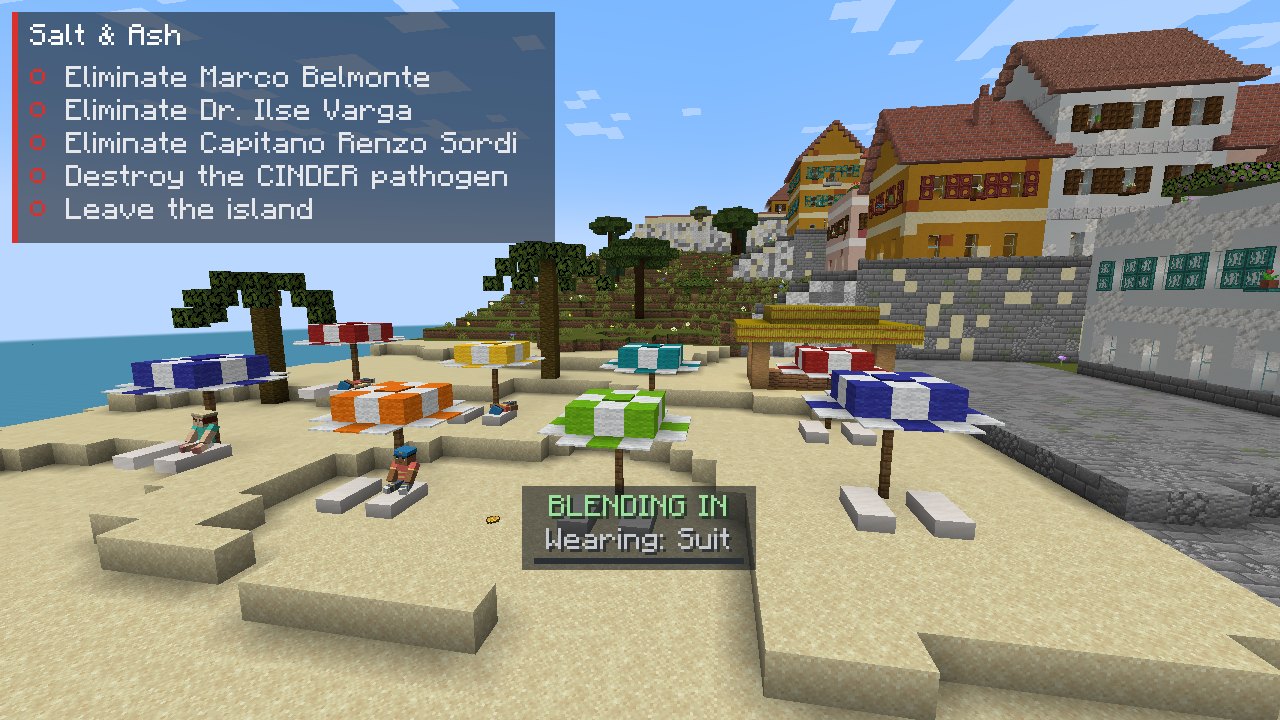 Salt & Ash
Eliminate Marco Belmonte
Eliminate Dr. Ilse Varga
Eliminate Capitano Renzo Sordi
Destroy the CINDER pathogen
Leave the island
BLENDING IN
Wearing: Suit